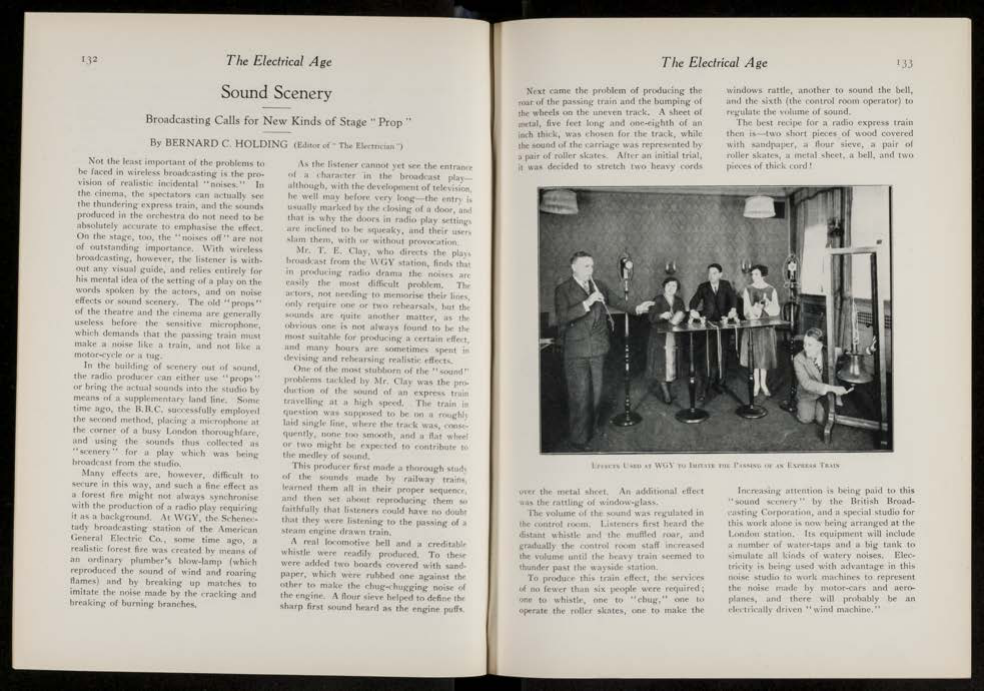 132
The Electrical Age
Sound Scenery
Broadcasting Calls for New Kinds of Stage "Prop"
By BERNARD C. HOLDING (Editor of "The Electrician")
Not the least important of the problems to
be faced in wireless broadcasting is the pro-
vision of realistic incidental "noises." In
the cinema, the spectators can actually see
the thundering express train, and the sounds
produced in the orchestra do not need to be
absolutely accurate to emphasise the effect.
On the stage, too, the "noises off" are not
of outstanding importance. With wireless
broadcasting, however, the listener is with-
out any visual guide, and relies entirely for
his mental idea of the setting of a play on the
words spoken by the actors, and on noise
effects or sound scenery. The old "props"
of the theatre and the cinema are generally
useless before the sensitive microphone,
which demands that the passing train must
make a noise like a train, and not like a
motor-cycle or a tug.
In the building of scenery out of sound,
the radio producer can either use "props"
or bring the actual sounds into the studio by
means of a supplementary land line. Some
time ago, the B.B.C. successfully employed
the second method, placing a microphone at
the corner of a busy London thoroughfare,
and using the sounds thus collected as
"scenery" for a play which was being
broadcast from the studio.
Many effects are, however, difficult to
secure in this way, and such a fine effect as
a forest fire might not always synchronise
with the production of a radio play requiring
it as a background. At WGY, the Schenec-
tady broadcasting station of the American
General Electric Co., some time ago, a
realistic forest fire was created by means of
an ordinary plumber's blow-lamp (which
reproduced the sound of wind and roaring
flames) and by breaking up matches to
imitate the noise made by the cracking and
breaking of burning branches.
As the listener cannot yet see the entrance
of a character in the broadcast play—
although, with the development of television,
he well may before very long—the entry is
usually marked by the closing of a door, and
that is why the doors in radio play settings
are inclined to be squeaky, and their users
slam them, with or without provocation.
Mr. T. E. Clay, who directs the plays
broadcast from the WGY station, finds that
in producing radio drama the noises are
easily the most difficult problem. The
actors, not needing to memorise their lines,
only require one or two rehearsals, but the
sounds are quite another matter, as the
obvious one is not always found to be the
most suitable for producing a certain effect,
and many hours are sometimes spent in
devising and rehearsing realistic effects.
One of the most stubborn of the "sound"
problems tackled by Mr. Clay was the pro-
duction of the sound of an express train
travelling at a high speed. The train in
question was supposed to be on a roughly
laid single line, where the track was, conse-
quently, none too smooth, and a flat wheel
or two might be expected to contribute to
the medley of sound.
This producer first made a thorough study
of the sounds made by railway trains,
learned them all in their proper sequence,
and then set about reproducing them so
faithfully that listeners could have no doubt
that they were listening to the passing of a
steam engine drawn train.
A real locomotive bell and a creditable
whistle were readily produced. To these
were added two boards covered with sand-
paper, which were rubbed one against the
other to make the chug-chugging noise of
the engine. A flour sieve helped to define the
sharp first sound heard as the engine puffs.
The Electrical Age
133
Next came the problem of producing the
roar of the passing train and the bumping of
the wheels on the uneven track. A sheet of
metal, five feet long and one-eighth of an
inch thick, was chosen for the track, while
the sound of the carriage was represented by
a pair of roller skates. After an initial trial,
it was decided to stretch two heavy cords
windows rattle, another to sound the bell,
and the sixth (the control room operator) to
regulate the volume of sound.
The best recipe for a radio express train
then is—two short pieces of wood covered
with sandpaper, a flour sieve, a pair of
roller skates, a metal sheet, a bell, and two
pieces of thick cord!
EFFECTS USED AT WGY TO IMITATE THE PASSING OF AN EXPRESS TRAIN
over the metal sheet. An additional effect
was the rattling of window-glass.
The volume of the sound was regulated in
the control room. Listeners first heard the
distant whistle and the muffled roar, and
gradually the control room staff increased
the volume until the heavy train seemed to
thunder past the wayside station.
To produce this train effect, the services
of no fewer than six people were required;
one to whistle, one to "chug," one to
operate the roller skates, one to make the
Increasing attention is being paid to this
"sound scenery" by the British Broad-
casting Corporation, and a special studio for
this work alone is now being arranged at the
London station. Its equipment will include
a number of water-taps and a big tank to
simulate all kinds of watery noises. Elec-
tricity is being used with advantage in this
noise studio to work machines to represent
the noise made by motor-cars and aero-
planes, and there will probably be an
electrically driven "wind machine."